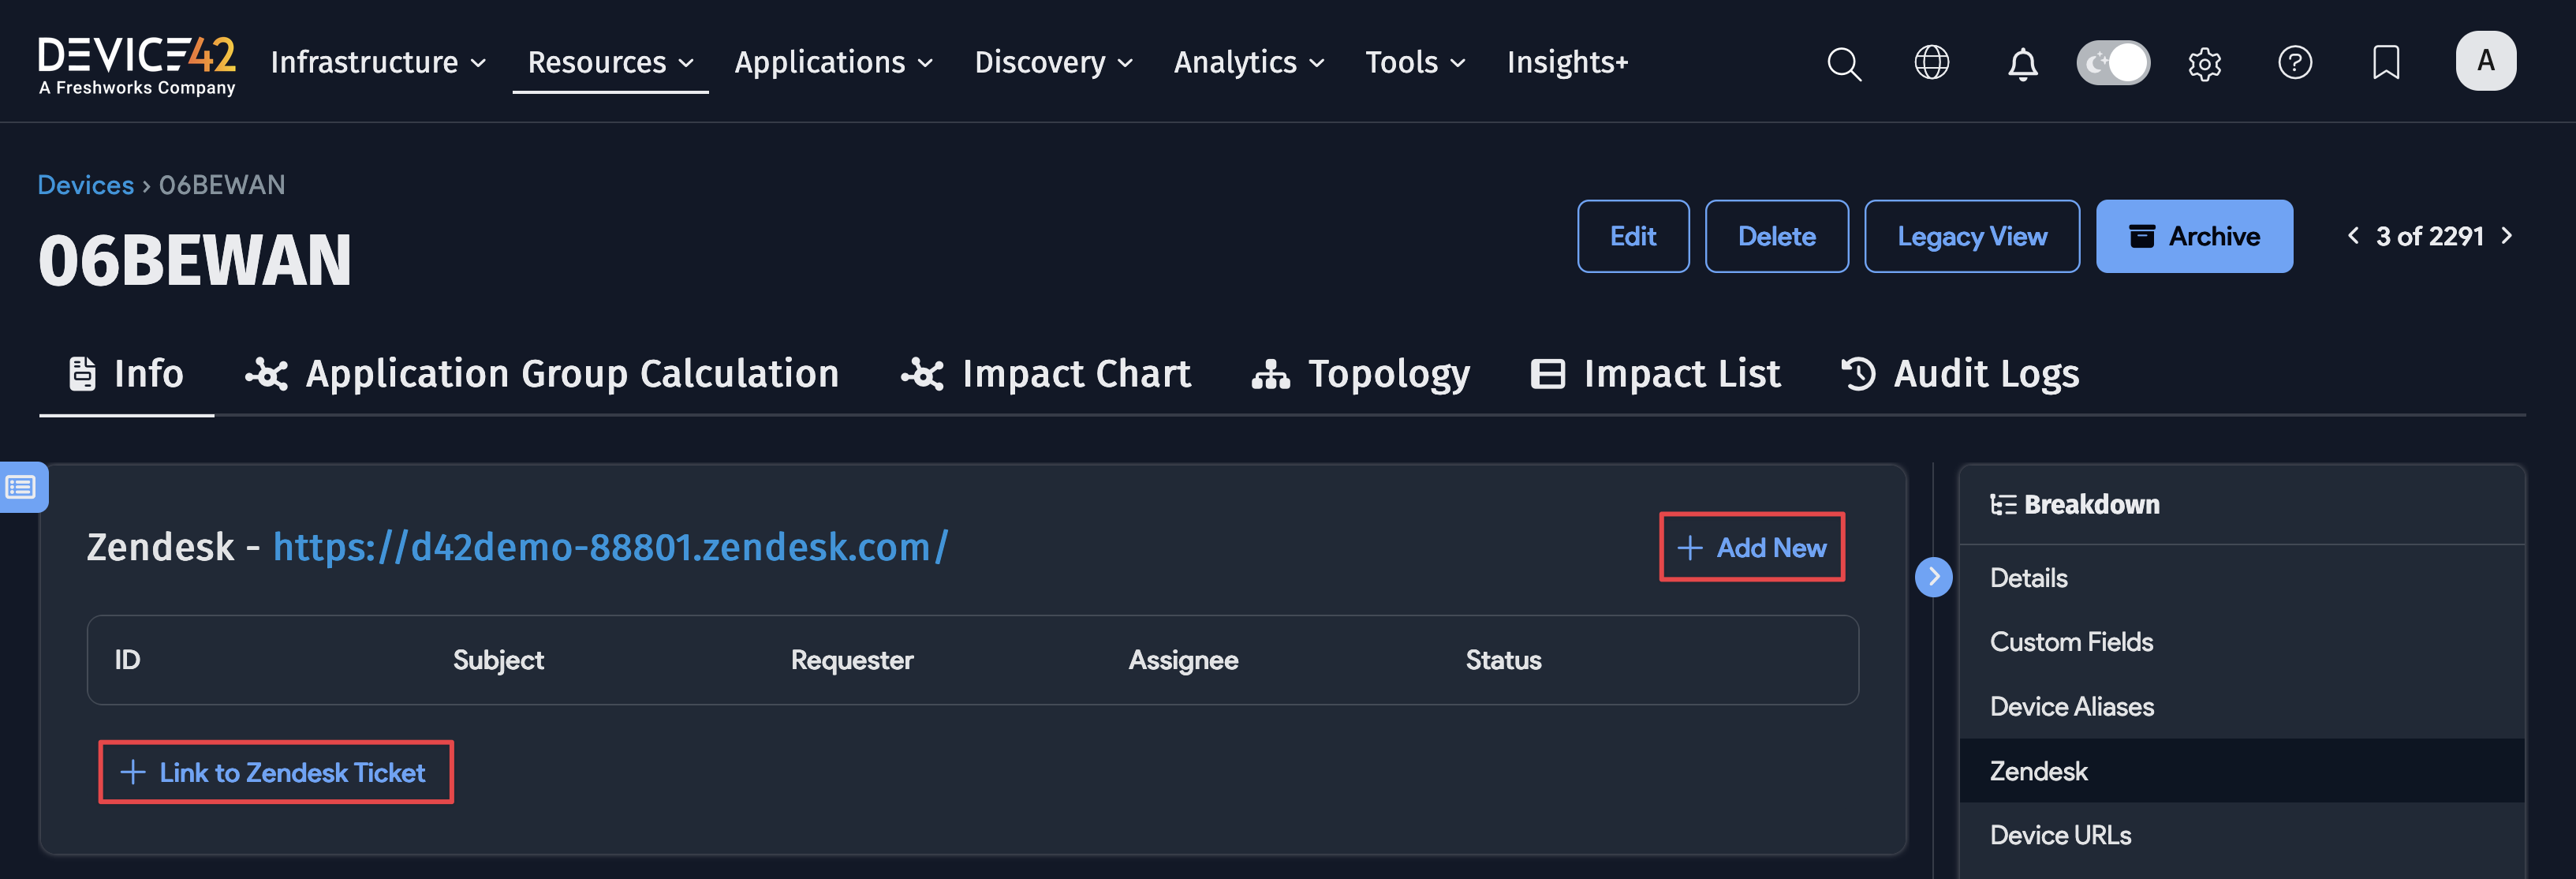 DEVICE42
A Freshworks Company
Infrastructure Resources Applications Discovery Analytics Tools Insights+
A
Devices › 06BEWAN
06BEWAN
Edit Delete Legacy View Archive 3 of 2291
Info Application Group Calculation Impact Chart Topology Impact List Audit Logs
Zendesk - https://d42demo-88801.zendesk.com/
+ Add New
ID Subject Requester Assignee Status
+ Link to Zendesk Ticket
Breakdown
Details
Custom Fields
Device Aliases
Zendesk
Device URLs